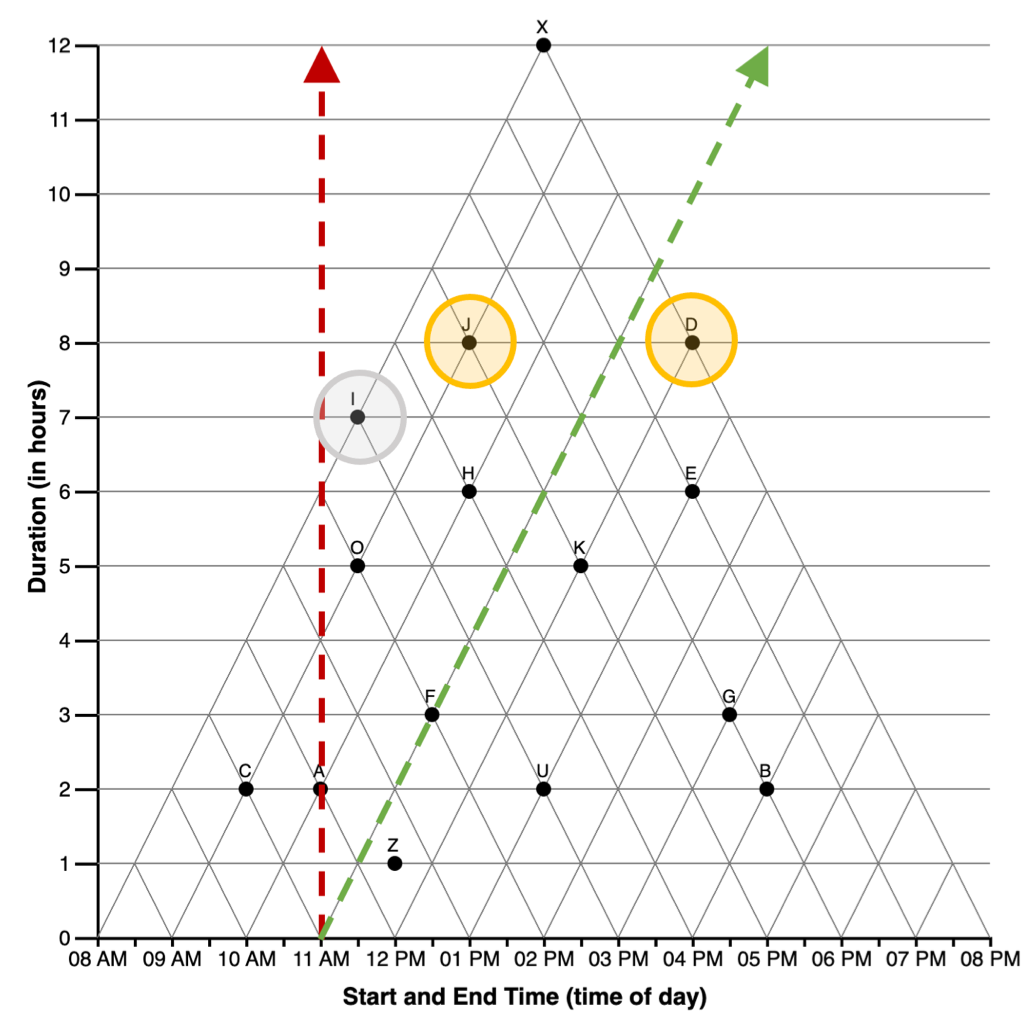 X
12
11
10
9
J
D
8
I
7
H
E
6
O
K
5
4
F
G
3
C
A
U
B
2
Z
1
0
08 AM 09 AM 10 AM 11 AM 12 PM 01 PM 02 PM 03 PM 04 PM 05 PM 06 PM 07 PM 08 PM
Start and End Time (time of day)
Duration (in hours)